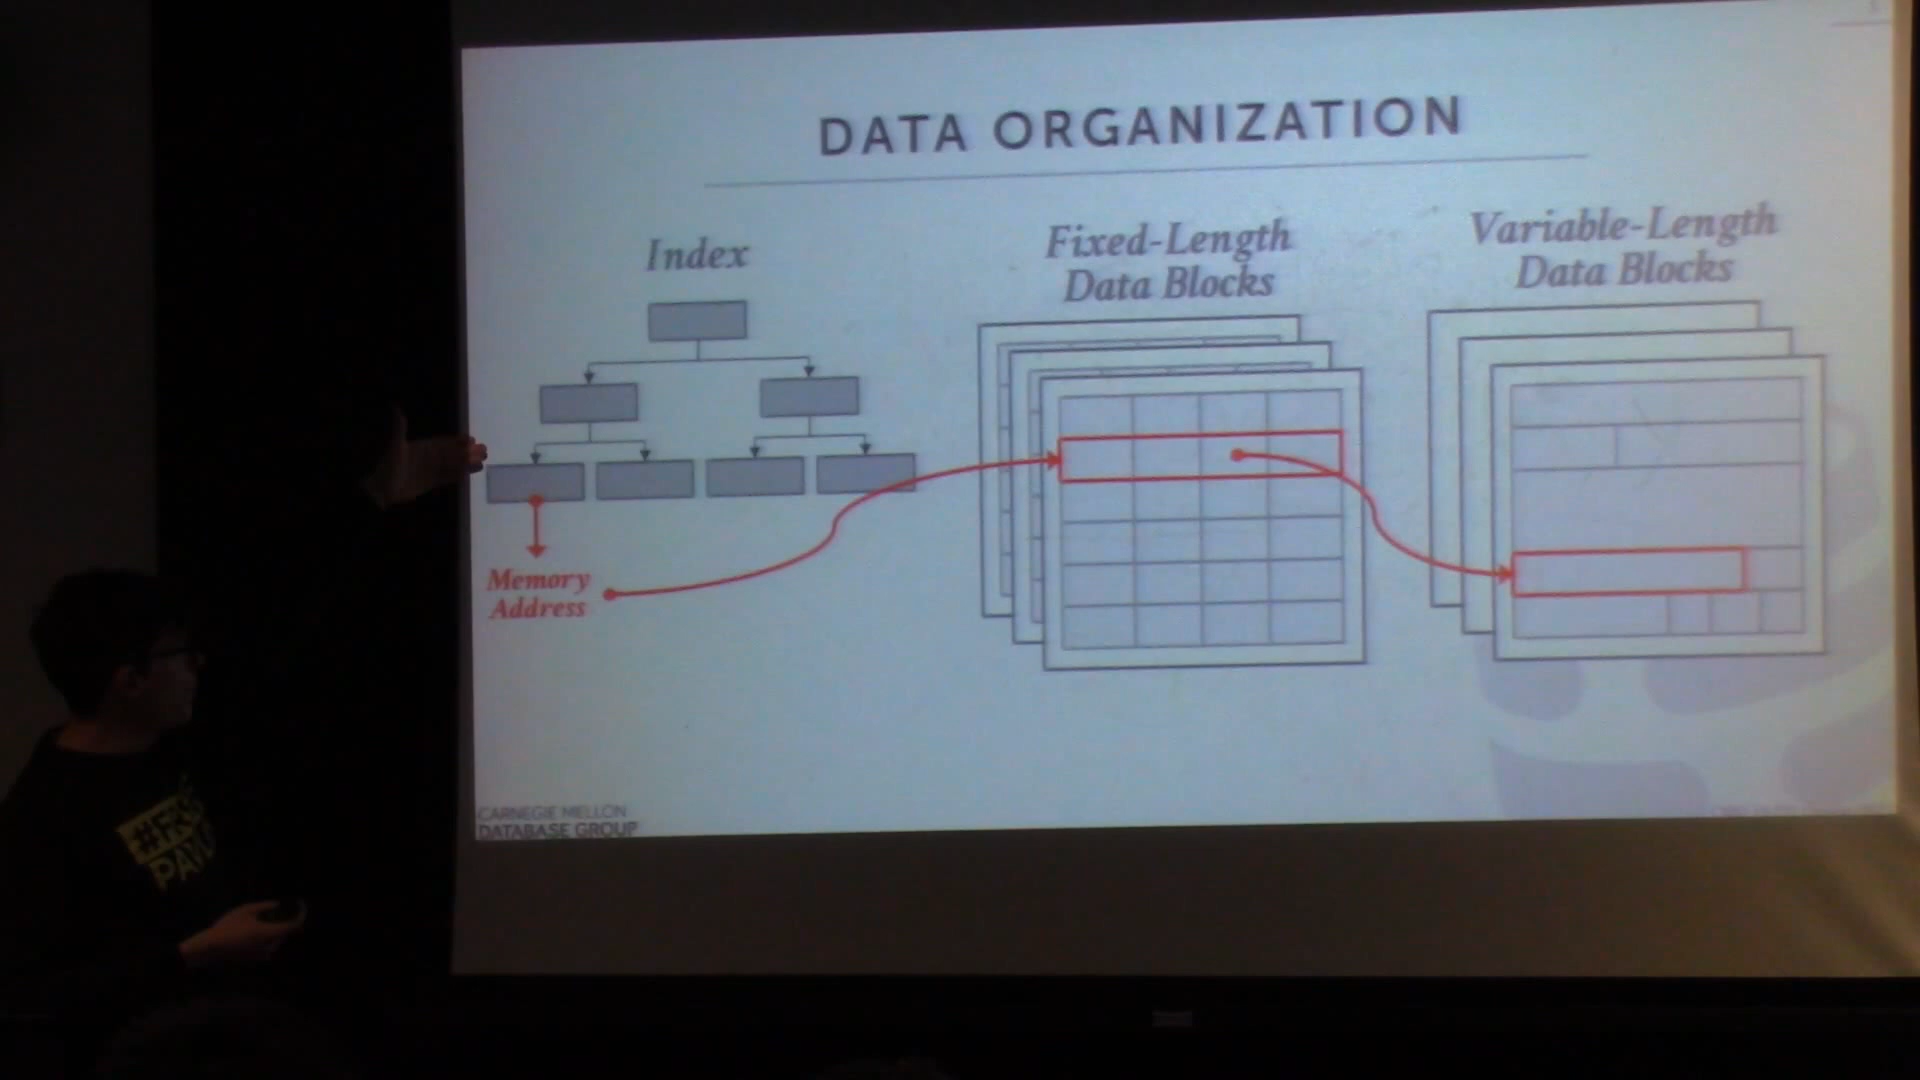 DATA ORGANIZATION
Index
Fixed-Length
Data Blocks
Variable-Length
Data Blocks
Memory
Address
CARNEGIE MELLON
DATABASE GROUP